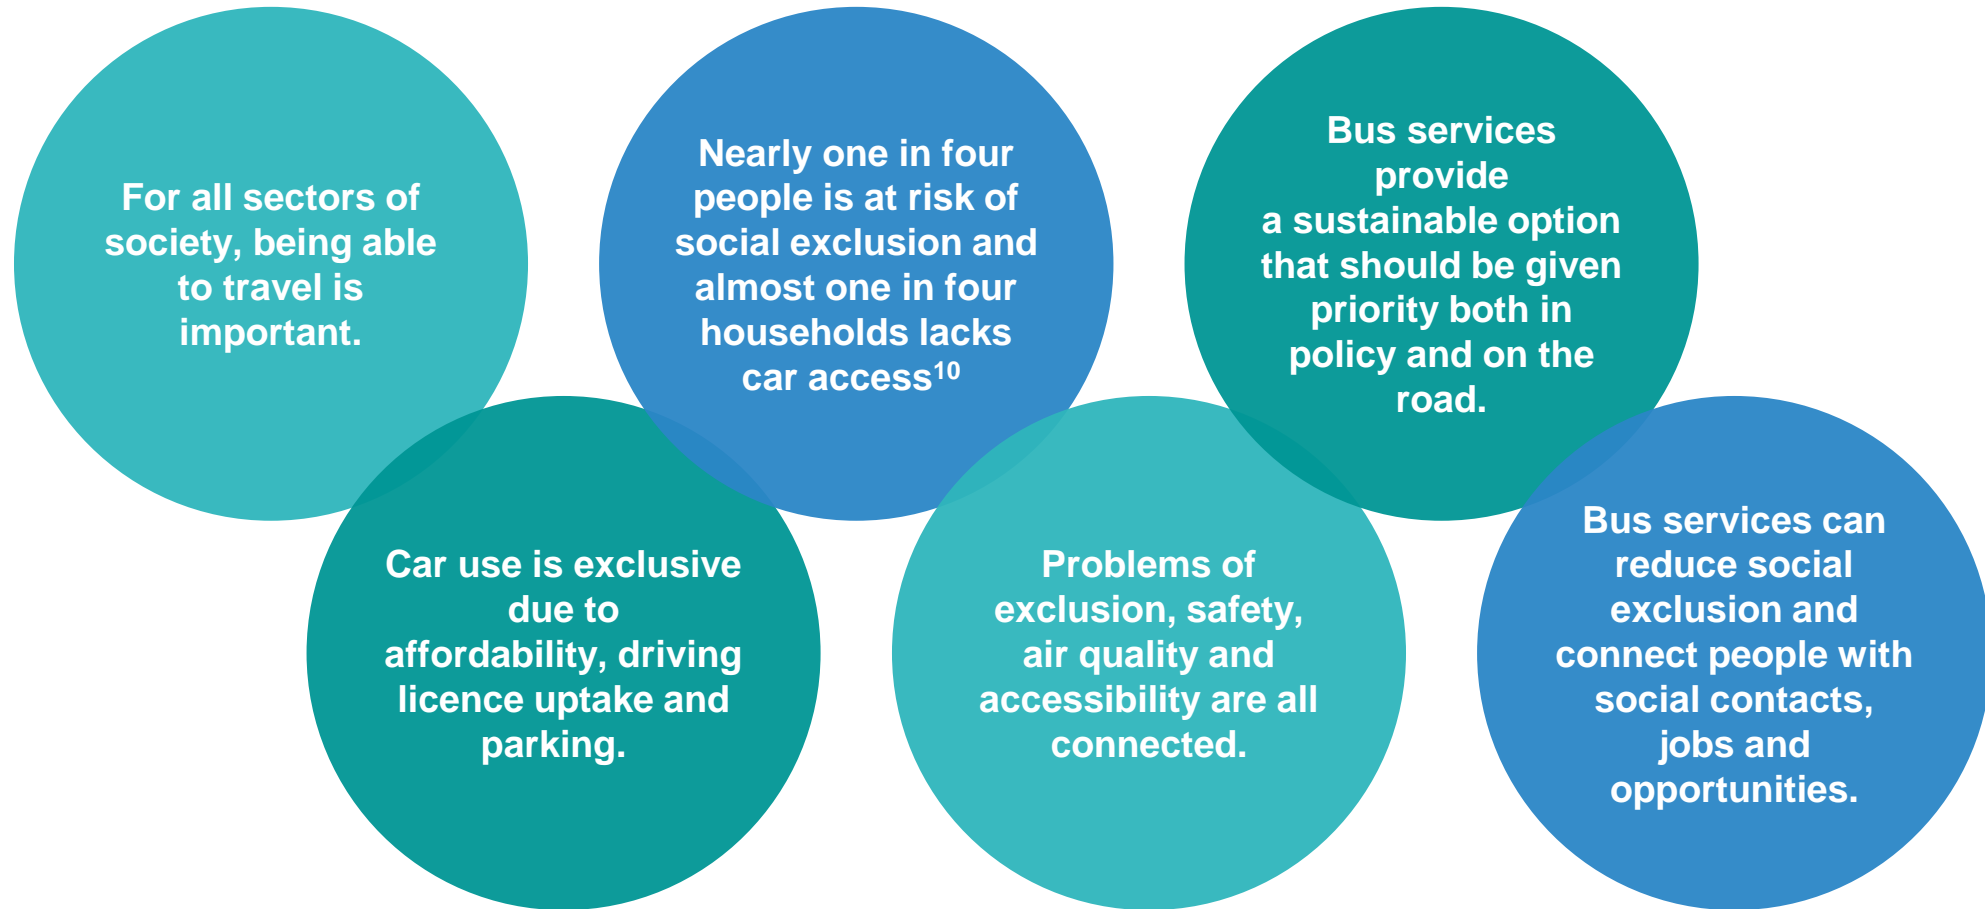 For all sectors of
society, being able
to travel is
important.
Car use is exclusive
due to
affordability, driving
licence uptake and
parking.
Nearly one in four
people is at risk of
social exclusion and
almost one in four
households lacks
car access¹⁰
Problems of
exclusion, safety,
air quality and
accessibility are all
connected.
Bus services
provide
a sustainable option
that should be given
priority both in
policy and on the
road.
Bus services can
reduce social
exclusion and
connect people with
social contacts,
jobs and
opportunities.